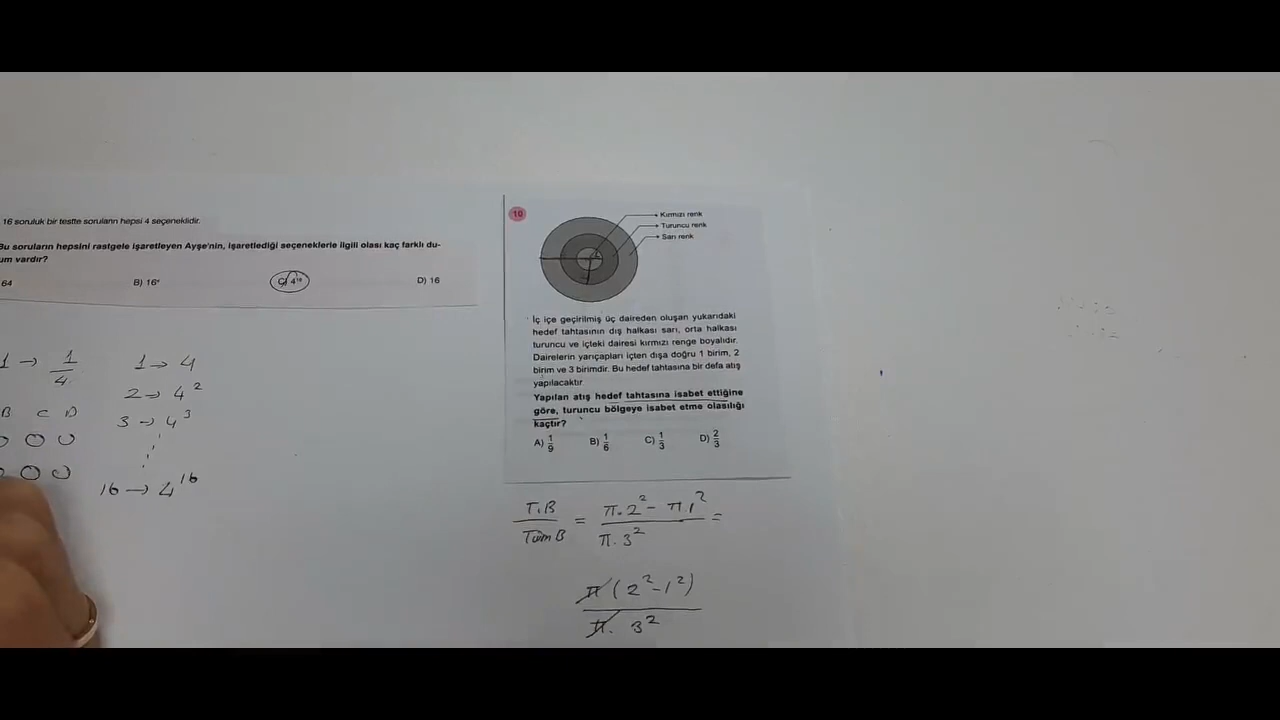 16 soruluk bir testte soruların hepsi 4 seçeneklidir.
Bu soruların hepsini rastgele işaretleyen Ayşe'nin, işaretlediği seçeneklerle ilgili olası kaç farklı du-
um vardır?
64
B) 16⁴
C) 4¹⁶
D) 16
1 → 1/4
B C D
1 → 4
2 → 4²
3 → 4³
16 → 4¹⁶
10
Kırmızı renk
Turuncu renk
Sarı renk
İç içe geçirilmiş üç daireden oluşan yukarıdaki
hedef tahtasının dış halkası sarı, orta halkası
turuncu ve içteki dairesi kırmızı renge boyalıdır.
Dairelerin yarıçapları içten dışa doğru 1 birim, 2
birim ve 3 birimdir. Bu hedef tahtasına bir defa atış
yapılacaktır.
Yapılan atış hedef tahtasına isabet ettiğine
göre, turuncu bölgeye isabet etme olasılığı
kaçtır?
A) 1/9 B) 1/6 C) 1/3 D) 2/3
T.B / Tüm B = π.2² - π1² / π.3² =
π(2²-1²) / π. 3²